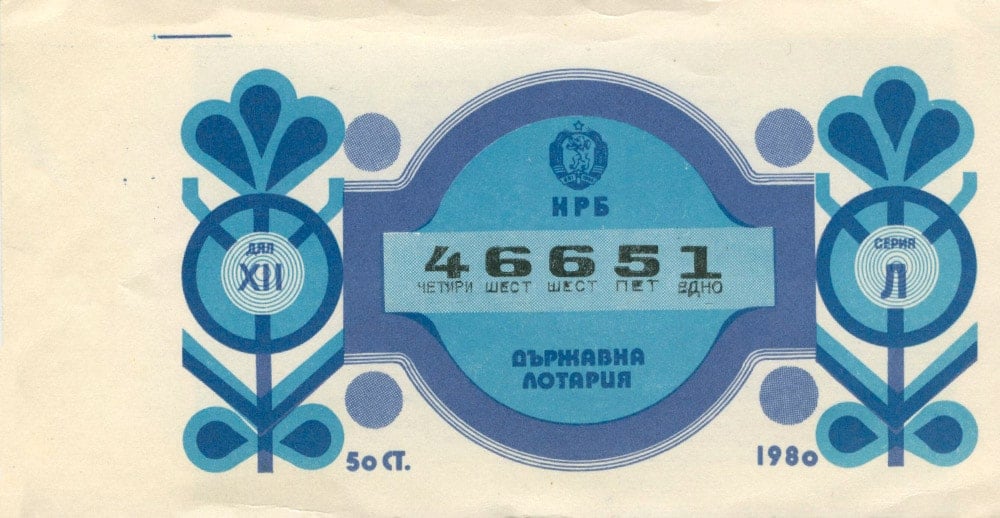 НРБ
ДЯЛ
XII
СЕРИЯ
Л
46651
ЧЕТИРИ ШЕСТ ШЕСТ ПЕТ ЕДНО
ДЪРЖАВНА
ЛОТАРИЯ
50 СТ.
1980